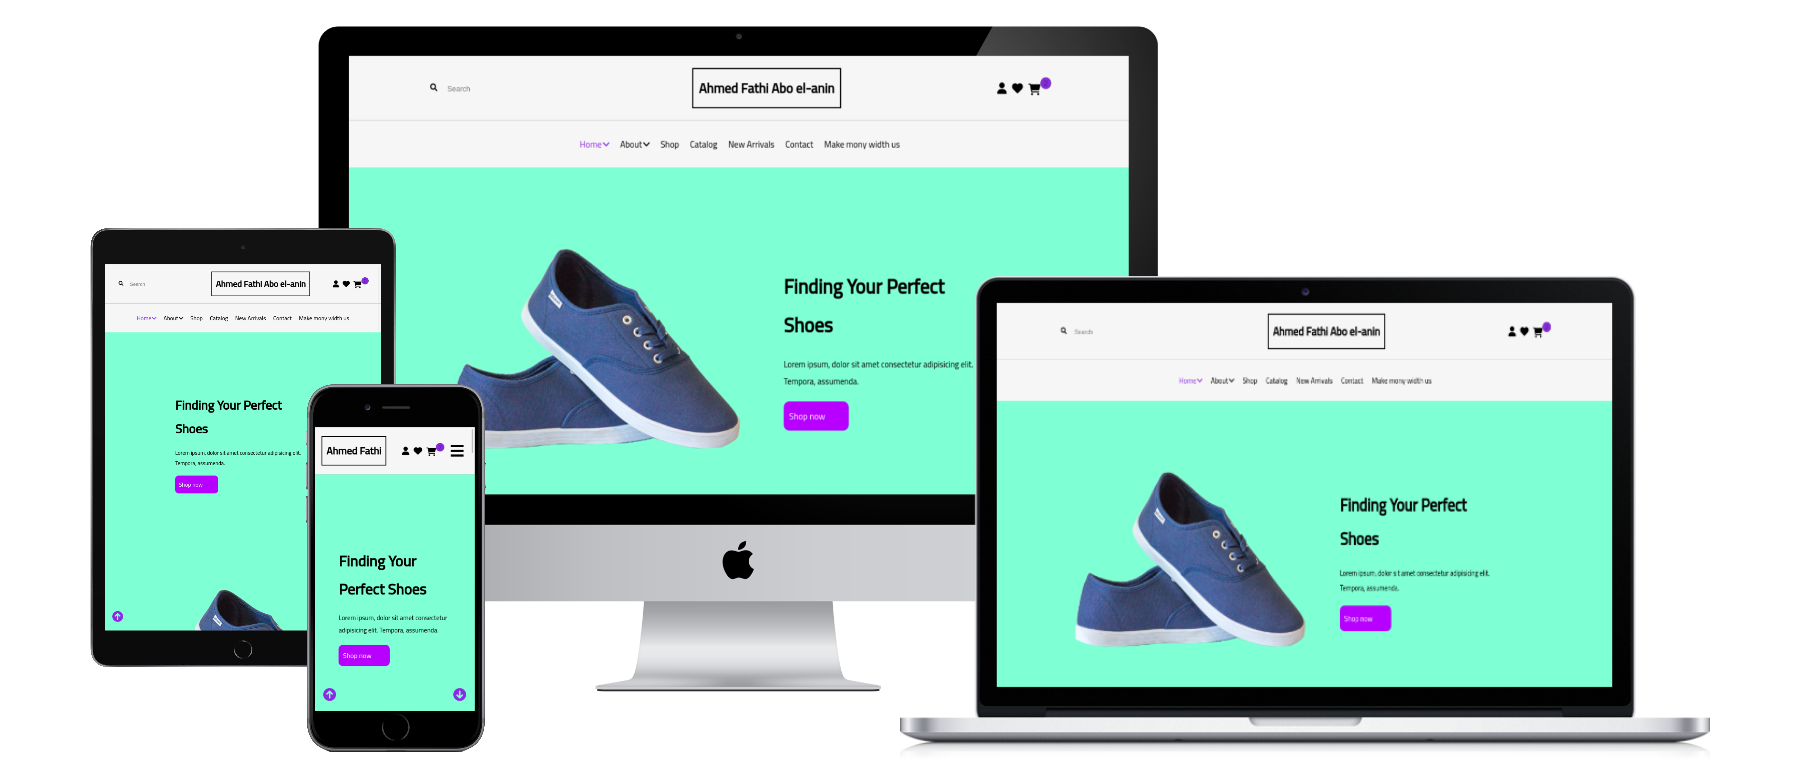 Search
Ahmed Fathi Abo el-anin
Home About Shop Catalog New Arrivals Contact Make mony width us
Finding Your Perfect
Shoes
Lorem ipsum, dolor sit amet consectetur adipisicing elit.
Tempora, assumenda.
Shop now
Search
Ahmed Fathi Abo el-anin
Home About Shop Catalog New Arrivals Contact Make mony width us
Finding Your Perfect
Shoes
Lorem ipsum, dolor sit amet consectetur adipisicing elit.
Tempora, assumenda.
Shop now
Ahmed Fathi
Finding Your
Perfect Shoes
Lorem ipsum, dolor sit amet consectetur
adipisicing elit. Tempora, assumenda.
Shop now
Search
Ahmed Fathi Abo el-anin
Home About Shop Catalog New Arrivals Contact Make mony width us
Finding Your Perfect
Shoes
Lorem ipsum, dolor sit amet consectetur adipisicing elit.
Tempora, assumenda.
Shop now